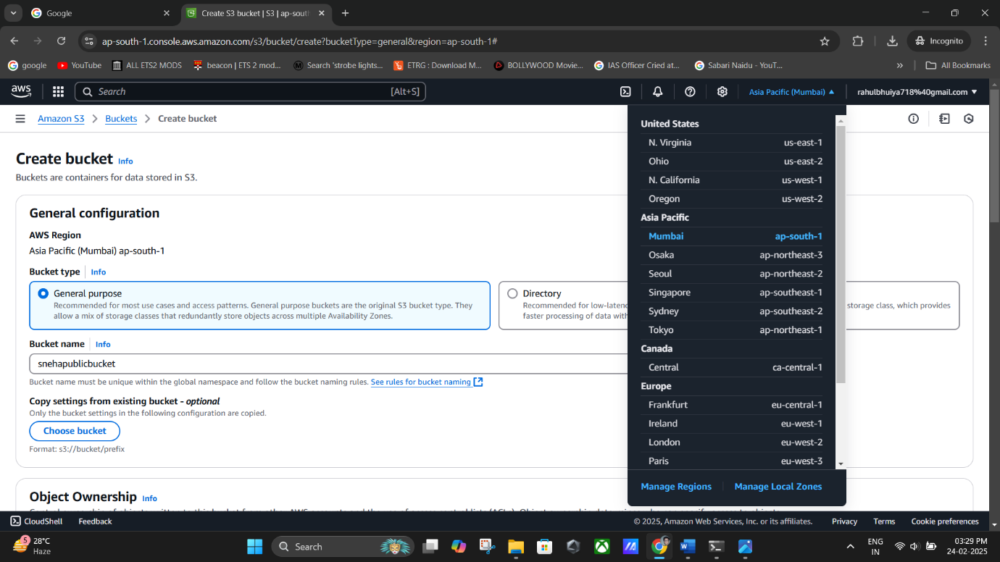 Google
Create S3 bucket | S3 | ap-sout
ap-south-1.console.aws.amazon.com/s3/bucket/create?bucketType=general&region=ap-south-1#
Incognito
google
YouTube
ALL ETS2 MODS
beacon | ETS 2 mod...
Search 'strobe lights...
ETRG : Download M...
BOLLYWOOD Movie...
IAS Officer Cried at...
Sabari Naidu - YouT...
»
All Bookmarks
aws
Search
[Alt+S]
Asia Pacific (Mumbai)
rahulbhuiya718%40gmail.com
Amazon S3
Buckets
Create bucket
Create bucket Info
Buckets are containers for data stored in S3.
General configuration
AWS Region
Asia Pacific (Mumbai) ap-south-1
Bucket type Info
General purpose
Recommended for most use cases and access patterns. General purpose buckets are the original S3 bucket type. They
allow a mix of storage classes that redundantly store objects across multiple Availability Zones.
Directory
Recommended for low-latenc
storage class, which provides
faster processing of data with
Bucket name Info
snehapublicbucket
Bucket name must be unique within the global namespace and follow the bucket naming rules. See rules for bucket naming
Copy settings from existing bucket - optional
Only the bucket settings in the following configuration are copied.
Choose bucket
Format: s3://bucket/prefix
Object Ownership Info
United States
N. Virginia us-east-1
Ohio us-east-2
N. California us-west-1
Oregon us-west-2
Asia Pacific
Mumbai ap-south-1
Osaka ap-northeast-3
Seoul ap-northeast-2
Singapore ap-southeast-1
Sydney ap-southeast-2
Tokyo ap-northeast-1
Canada
Central ca-central-1
Europe
Frankfurt eu-central-1
Ireland eu-west-1
London eu-west-2
Paris eu-west-3
Manage Regions
Manage Local Zones
CloudShell
Feedback
© 2025, Amazon Web Services, Inc. or its affiliates.
Privacy
Terms
Cookie preferences
5
28°C
Haze
Search
ENG
IN
03:29 PM
24-02-2025